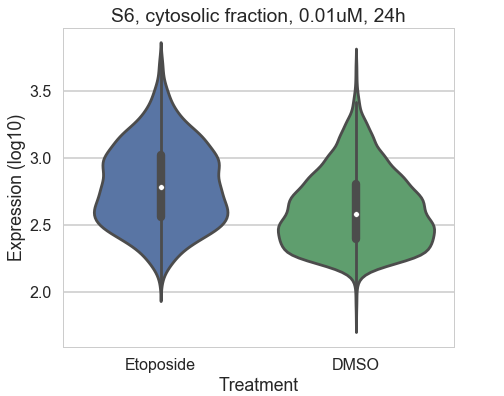 S6, cytosolic fraction, 0.01uM, 24h
Expression (log10)
3.5
3.0
2.5
2.0
Etoposide DMSO
Treatment